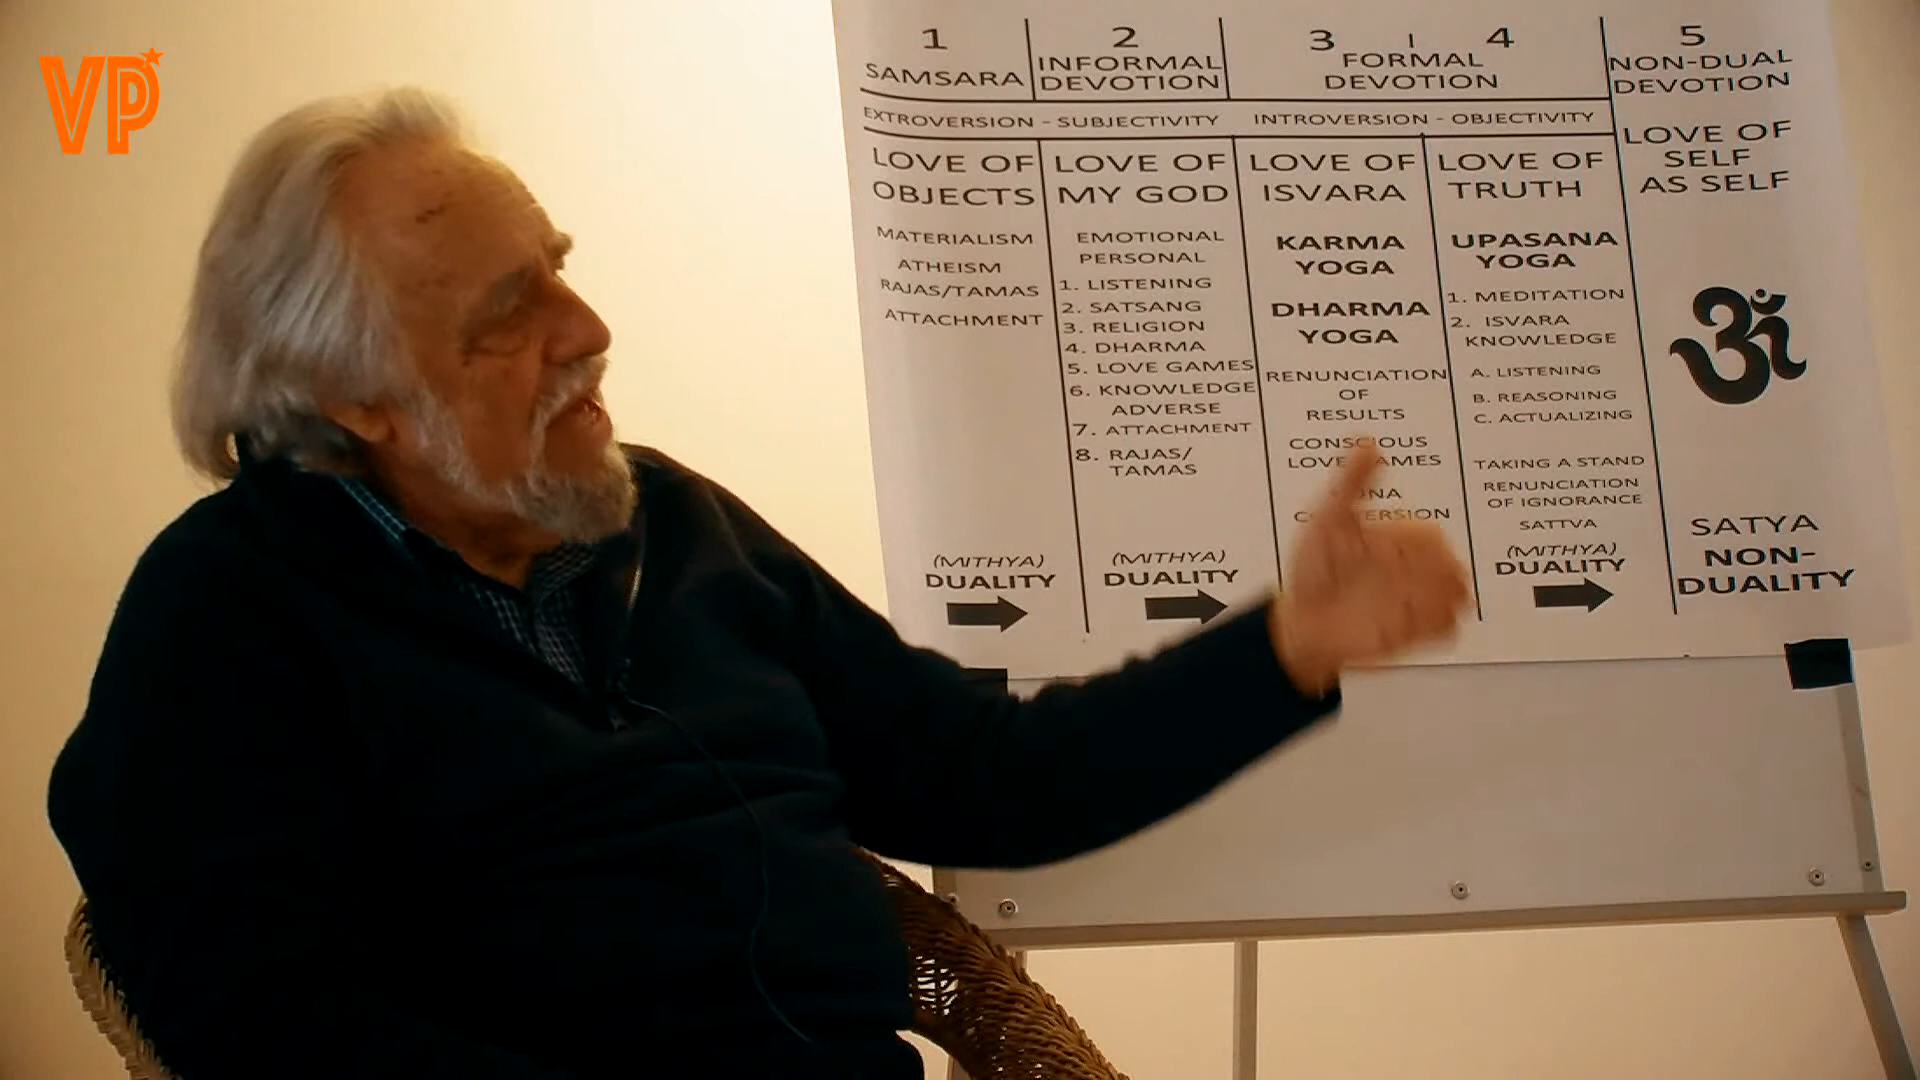 VP
1
SAMSARA
2
INFORMAL
DEVOTION
3 | 4
FORMAL
DEVOTION
5
NON-DUAL
DEVOTION
EXTROVERSION - SUBJECTIVITY
INTROVERSION - OBJECTIVITY
LOVE OF
OBJECTS
MATERIALISM
ATHEISM
RAJAS/TAMAS
ATTACHMENT
(MITHYA)
DUALITY
LOVE OF
MY GOD
EMOTIONAL
PERSONAL
1. LISTENING
2. SATSANG
3. RELIGION
4. DHARMA
5. LOVE GAMES
6. KNOWLEDGE
ADVERSE
7. ATTACHMENT
8. RAJAS/
TAMAS
(MITHYA)
DUALITY
LOVE OF
ISVARA
KARMA
YOGA
DHARMA
YOGA
RENUNCIATION
OF
RESULTS
CONSCIOUS
LOVE GAMES
LOVE OF
TRUTH
UPASANA
YOGA
1. MEDITATION
2. ISVARA
KNOWLEDGE
A. LISTENING
B. REASONING
C. ACTUALIZING
TAKING A STAND
RENUNCIATION
OF IGNORANCE
SATTVA
(MITHYA)
DUALITY
LOVE OF
SELF
AS SELF
ॐ
SATYA
NON-
DUALITY